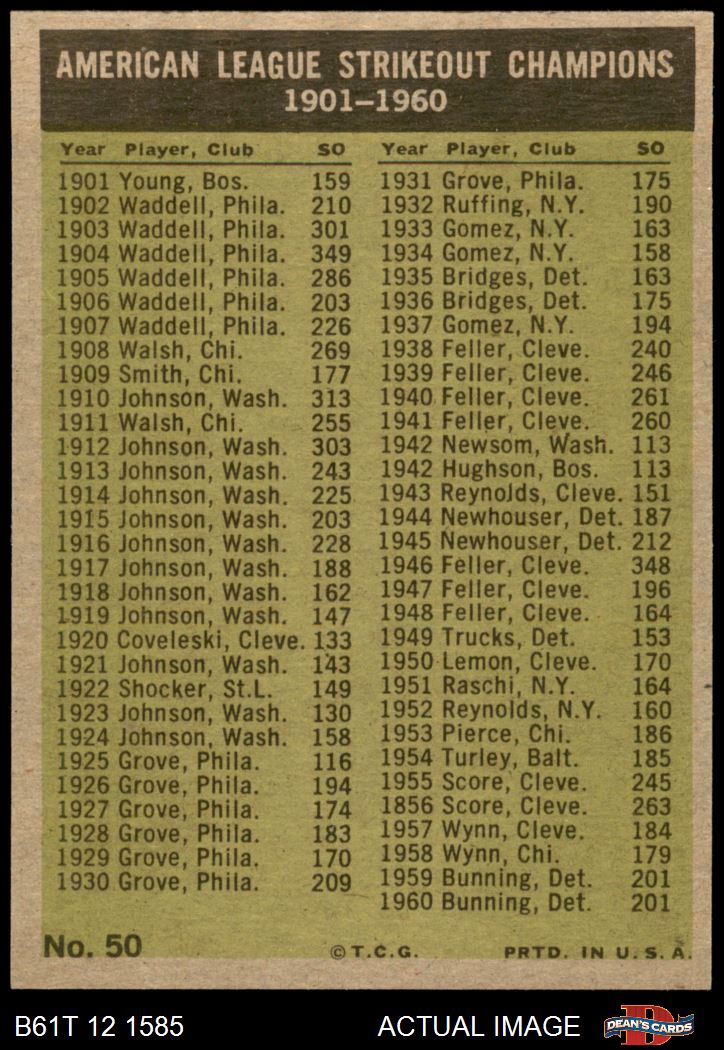 AMERICAN LEAGUE STRIKEOUT CHAMPIONS
1901–1960
Year Player, Club SO
1901 Young, Bos. 159
1902 Waddell, Phila. 210
1903 Waddell, Phila. 301
1904 Waddell, Phila. 349
1905 Waddell, Phila. 286
1906 Waddell, Phila. 203
1907 Waddell, Phila. 226
1908 Walsh, Chi. 269
1909 Smith, Chi. 177
1910 Johnson, Wash. 313
1911 Walsh, Chi. 255
1912 Johnson, Wash. 303
1913 Johnson, Wash. 243
1914 Johnson, Wash. 225
1915 Johnson, Wash. 203
1916 Johnson, Wash. 228
1917 Johnson, Wash. 188
1918 Johnson, Wash. 162
1919 Johnson, Wash. 147
1920 Coveleski, Cleve. 133
1921 Johnson, Wash. 143
1922 Shocker, St.L. 149
1923 Johnson, Wash. 130
1924 Johnson, Wash. 158
1925 Grove, Phila. 116
1926 Grove, Phila. 194
1927 Grove, Phila. 174
1928 Grove, Phila. 183
1929 Grove, Phila. 170
1930 Grove, Phila. 209
Year Player, Club SO
1931 Grove, Phila. 175
1932 Ruffing, N.Y. 190
1933 Gomez, N.Y. 163
1934 Gomez, N.Y. 158
1935 Bridges, Det. 163
1936 Bridges, Det. 175
1937 Gomez, N.Y. 194
1938 Feller, Cleve. 240
1939 Feller, Cleve. 246
1940 Feller, Cleve. 261
1941 Feller, Cleve. 260
1942 Newsom, Wash. 113
1942 Hughson, Bos. 113
1943 Reynolds, Cleve. 151
1944 Newhouser, Det. 187
1945 Newhouser, Det. 212
1946 Feller, Cleve. 348
1947 Feller, Cleve. 196
1948 Feller, Cleve. 164
1949 Trucks, Det. 153
1950 Lemon, Cleve. 170
1951 Raschi, N.Y. 164
1952 Reynolds, N.Y. 160
1953 Pierce, Chi. 186
1954 Turley, Balt. 185
1955 Score, Cleve. 245
1856 Score, Cleve. 263
1957 Wynn, Cleve. 184
1958 Wynn, Chi. 179
1959 Bunning, Det. 201
1960 Bunning, Det. 201
No. 50 © T.C.G. PRTD. IN U.S.A.
B61T 12 1585 ACTUAL IMAGE D DEAN'S CARDS